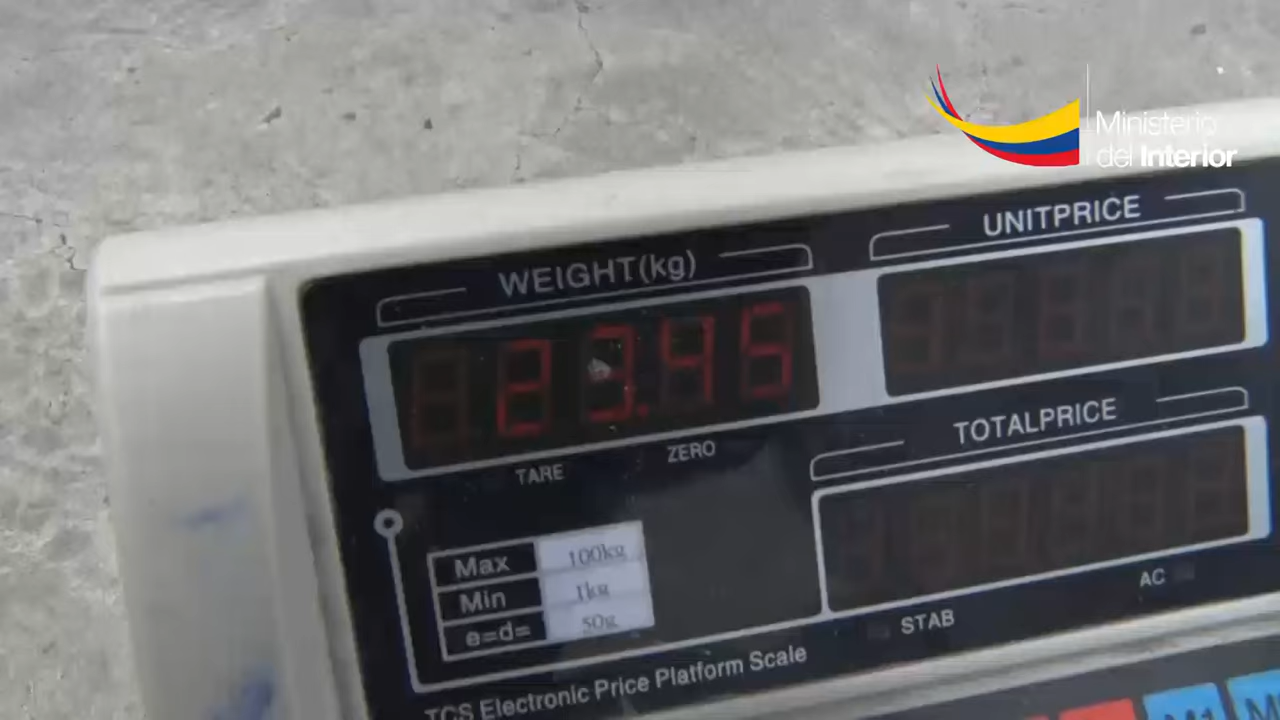 Ministerio
del Interior
UNITPRICE
WEIGHT(kg)
23.45
TARE
ZERO
TOTALPRICE
Max 100kg
Min 1kg
e=d= 50g
AC
STAB
TCS Electronic Price Platform Scale
M1